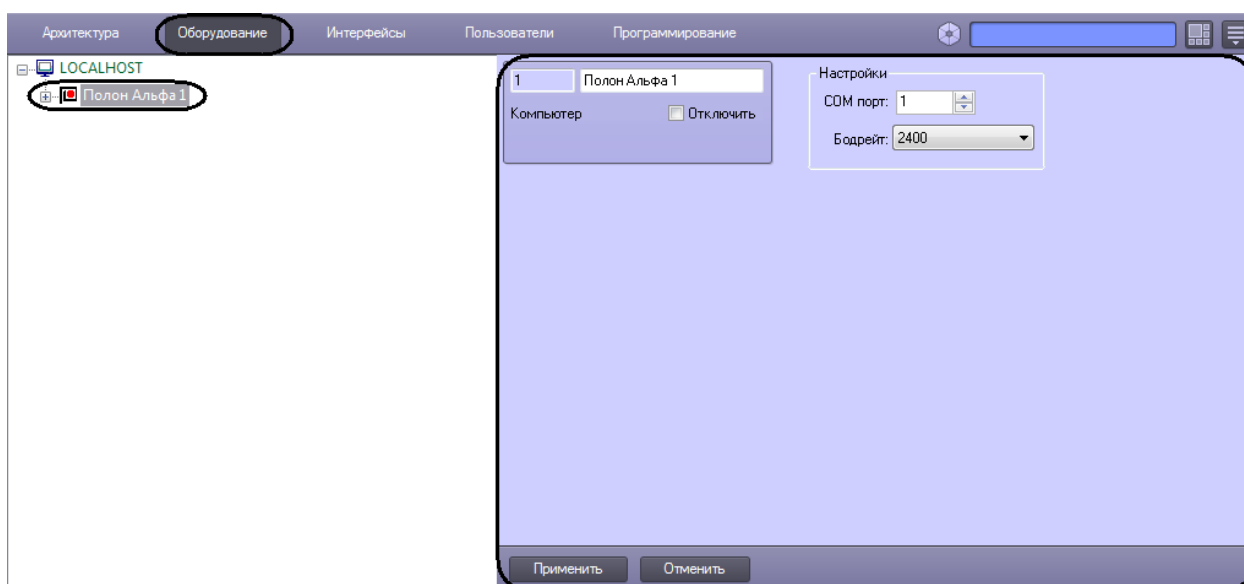 Архитектура Оборудование Интерфейсы Пользователи Программирование
LOCALHOST
Полон Альфа 1
1 Полон Альфа 1
Компьютер Отключить
Настройки
COM порт: 1
Бодрейт: 2400
Применить Отменить